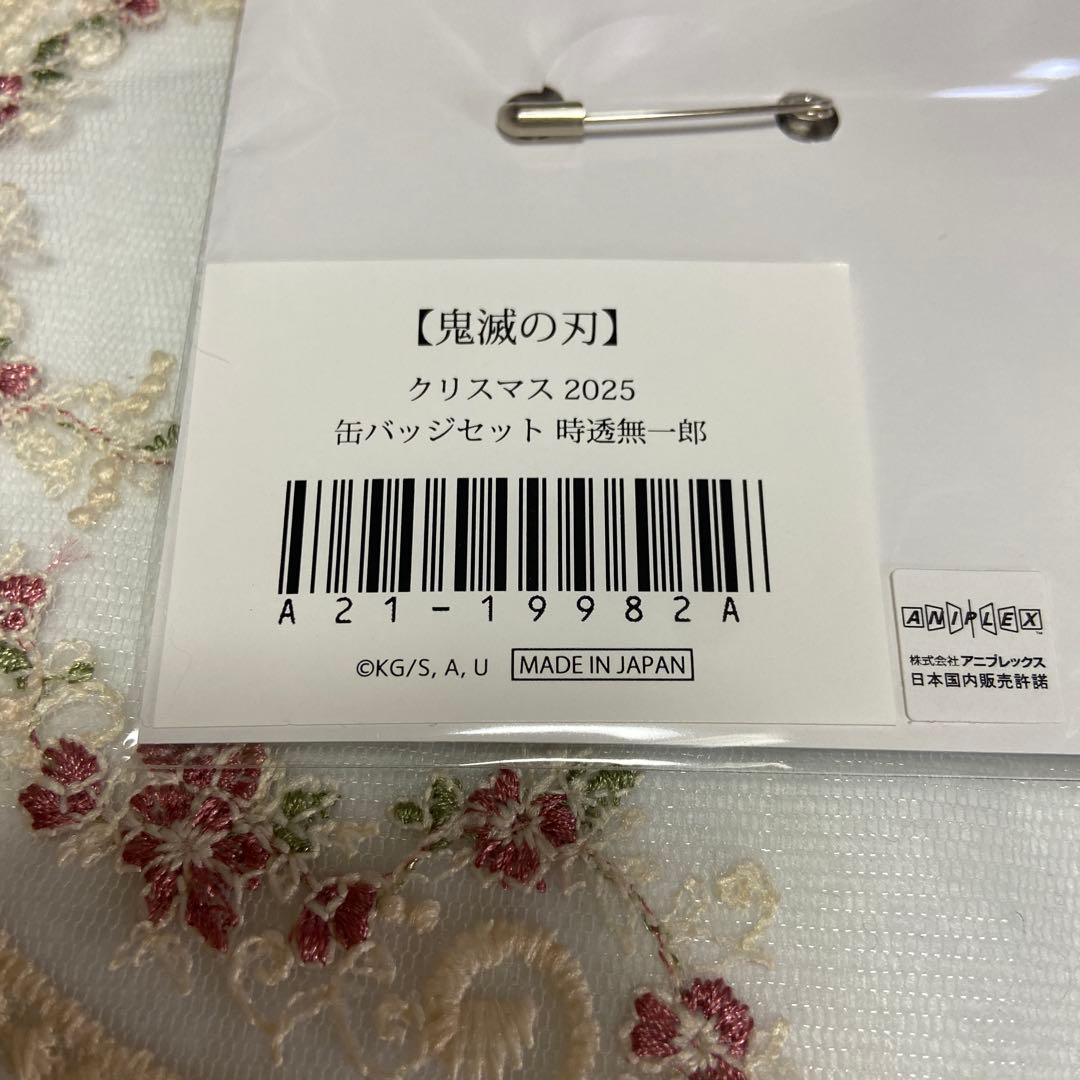 【鬼滅の刃】
クリスマス 2025
缶バッジセット 時透無一郎
A21-19982A
©KG/S, A, U MADE IN JAPAN
ANIPLEX™
株式会社アニプレックス
日本国内販売許諾